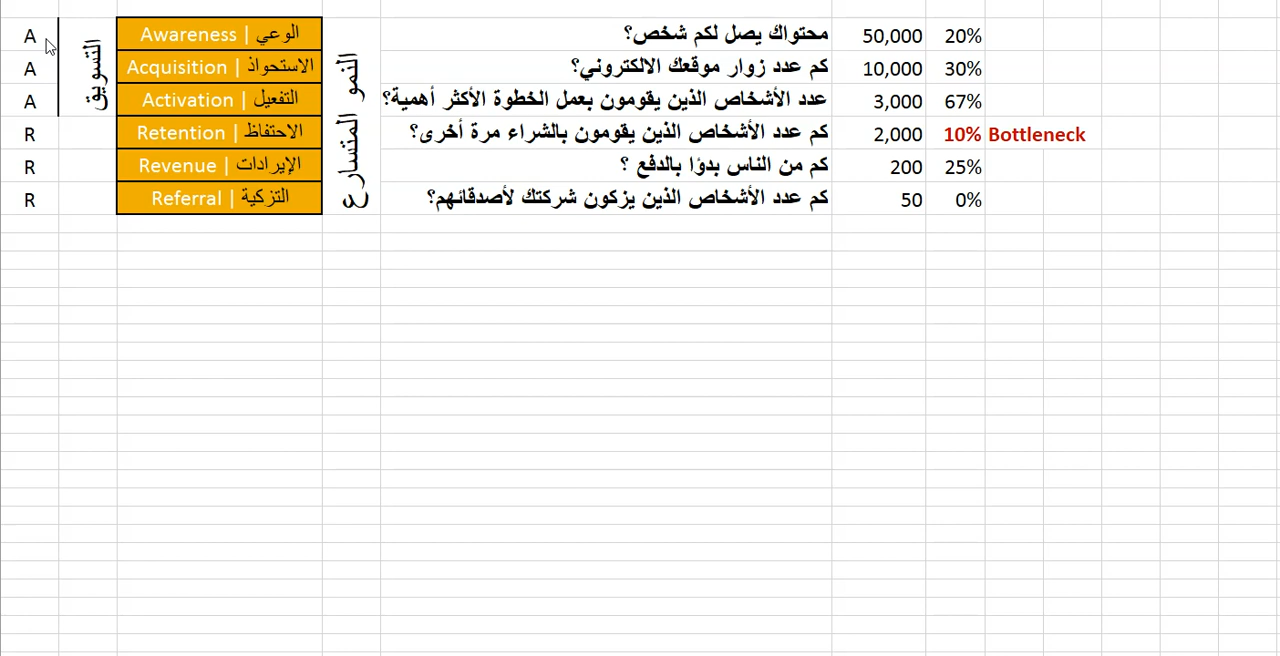 A
التسويق
Awareness | الوعي
النمو المتسارع
محتواك يصل لكم شخص؟
50,000
20%
A
Acquisition | الاستحواذ
كم عدد زوار موقعك الالكتروني؟
10,000
30%
A
Activation | التفعيل
عدد الأشخاص الذين يقومون بعمل الخطوة الأكثر أهمية؟
3,000
67%
R
Retention | الاحتفاظ
كم عدد الأشخاص الذين يقومون بالشراء مرة أخرى؟
2,000
10% Bottleneck
R
Revenue | الإيرادات
كم من الناس بدؤا بالدفع ؟
200
25%
R
Referral | التزكية
كم عدد الأشخاص الذين يزكون شركتك لأصدقائهم؟
50
0%